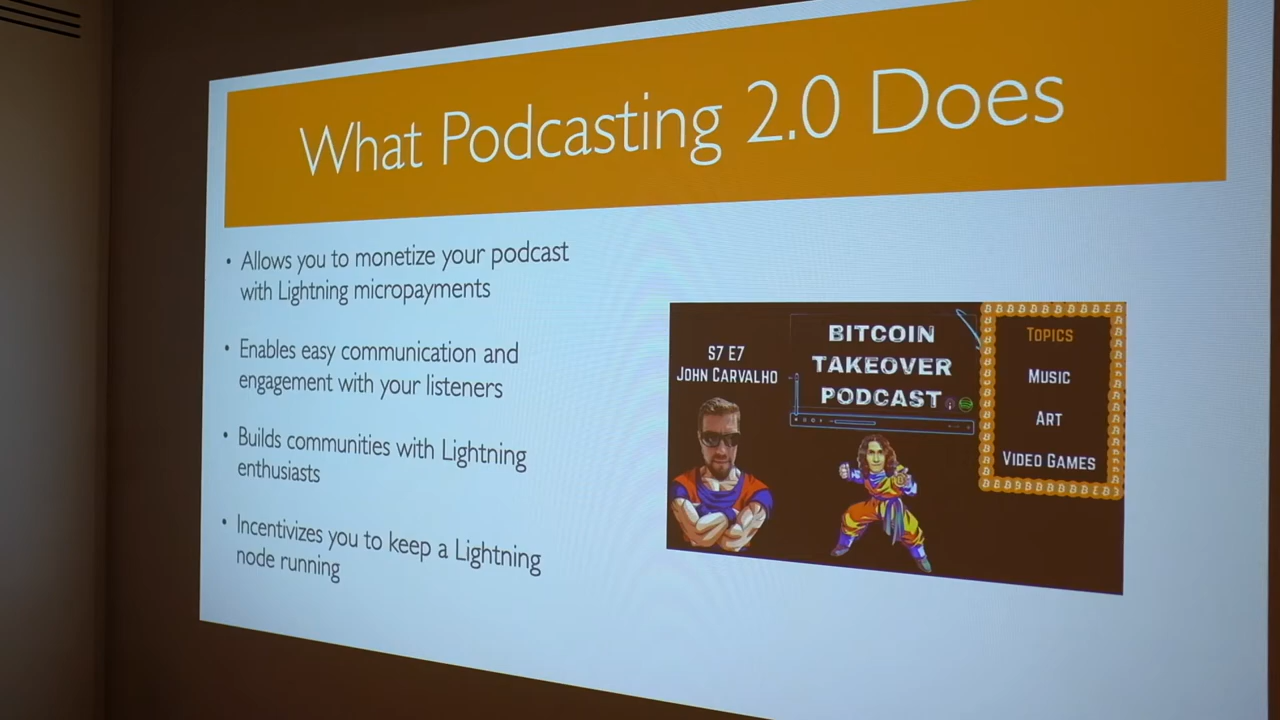 What Podcasting 2.0 Does
• Allows you to monetize your podcast
with Lightning micropayments
• Enables easy communication and
engagement with your listeners
• Builds communities with Lightning
enthusiasts
• Incentivizes you to keep a Lightning
node running
S7 E7
John Carvalho
BITCOIN
TAKEOVER
PODCAST
Topics
Music
Art
Video Games